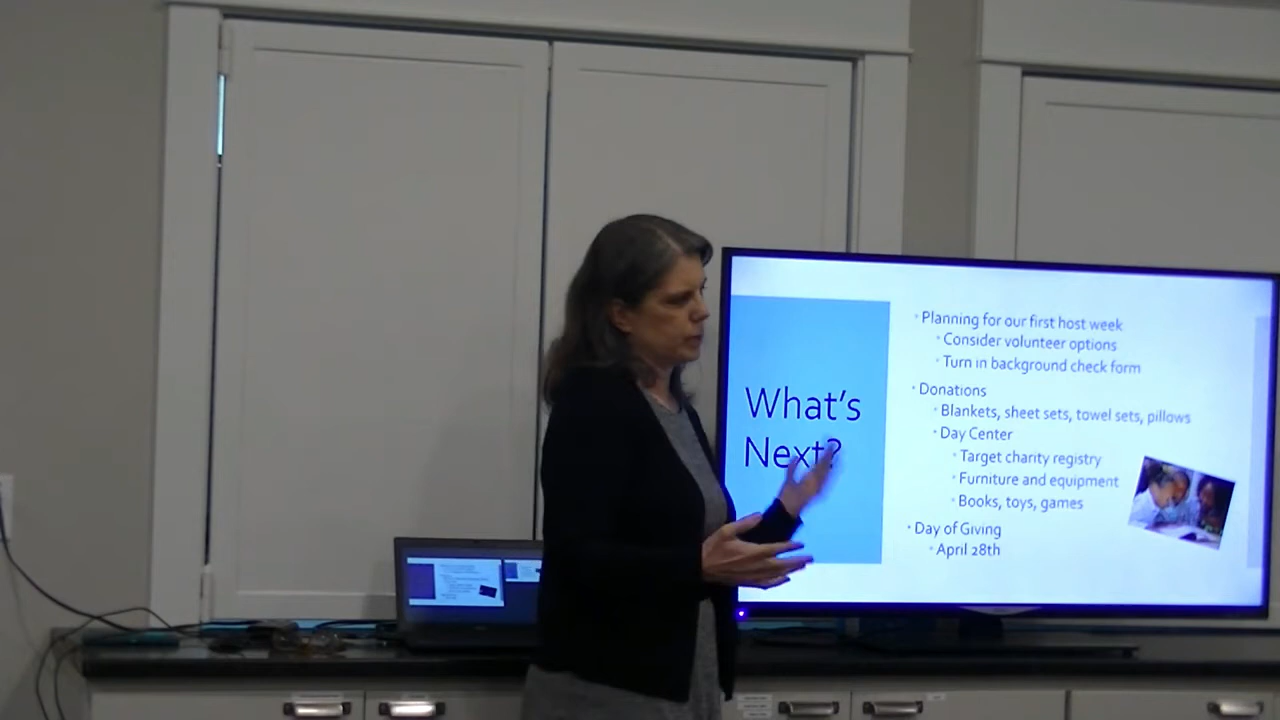 What's
Next?
Planning for our first host week
Consider volunteer options
Turn in background check form
Donations
Blankets, sheet sets, towel sets, pillows
Day Center
Target charity registry
Furniture and equipment
Books, toys, games
Day of Giving
April 28th